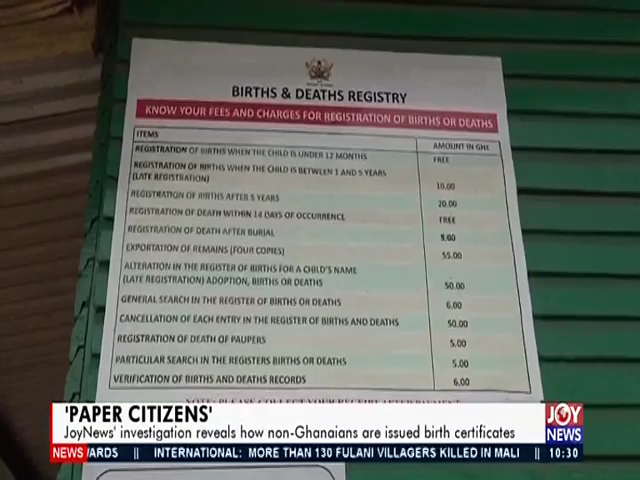 BIRTHS & DEATHS REGISTRY
KNOW YOUR FEES AND CHARGES FOR REGISTRATION OF BIRTHS OR DEATHS
ITEMS AMOUNT IN GH¢
REGISTRATION OF BIRTHS WHEN THE CHILD IS UNDER 12 MONTHS FREE
REGISTRATION OF BIRTHS WHEN THE CHILD IS BETWEEN 1 AND 5 YEARS
(LATE REGISTRATION) 10.00
REGISTRATION OF BIRTHS AFTER 5 YEARS 20.00
REGISTRATION OF DEATH WITHIN 14 DAYS OF OCCURRENCE FREE
REGISTRATION OF DEATH AFTER BURIAL
EXPORTATION OF REMAINS (FOUR COPIES) 55.00
ALTERATION IN THE REGISTER OF BIRTHS FOR A CHILD'S NAME
(LATE REGISTRATION) ADOPTION, BIRTHS OR DEATHS 50.00
GENERAL SEARCH IN THE REGISTER OF BIRTHS OR DEATHS 6.00
CANCELLATION OF EACH ENTRY IN THE REGISTER OF BIRTHS AND DEATHS 50.00
REGISTRATION OF DEATH OF PAUPERS 5.00
PARTICULAR SEARCH IN THE REGISTERS BIRTHS OR DEATHS 5.00
VERIFICATION OF BIRTHS AND DEATHS RECORDS 6.00
'PAPER CITIZENS'
JoyNews' investigation reveals how non-Ghanaians are issued birth certificates
JOY NEWS
NEWS /ARDS || INTERNATIONAL: MORE THAN 130 FULANI VILLAGERS KILLED IN MALI || 10:30